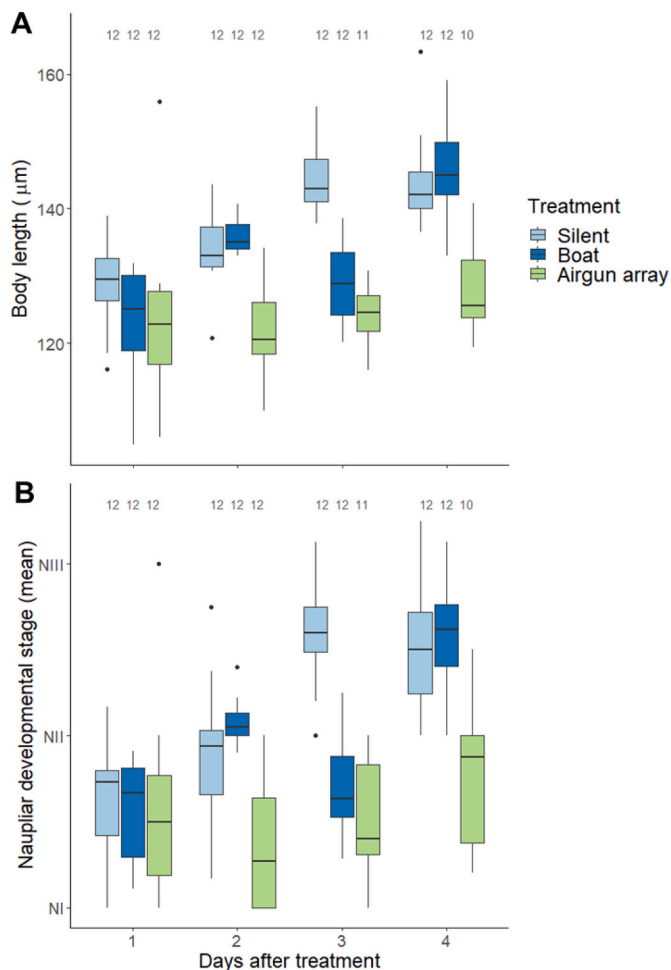 A
12 12 12 12 12 12 12 12 11 12 12 10
160
140
120
Body length ( μm)
Treatment
Silent
Boat
Airgun array
B
12 12 12 12 12 12 12 12 11 12 12 10
NIII
NII
NI
Naupliar developmental stage (mean)
1 2 3 4
Days after treatment